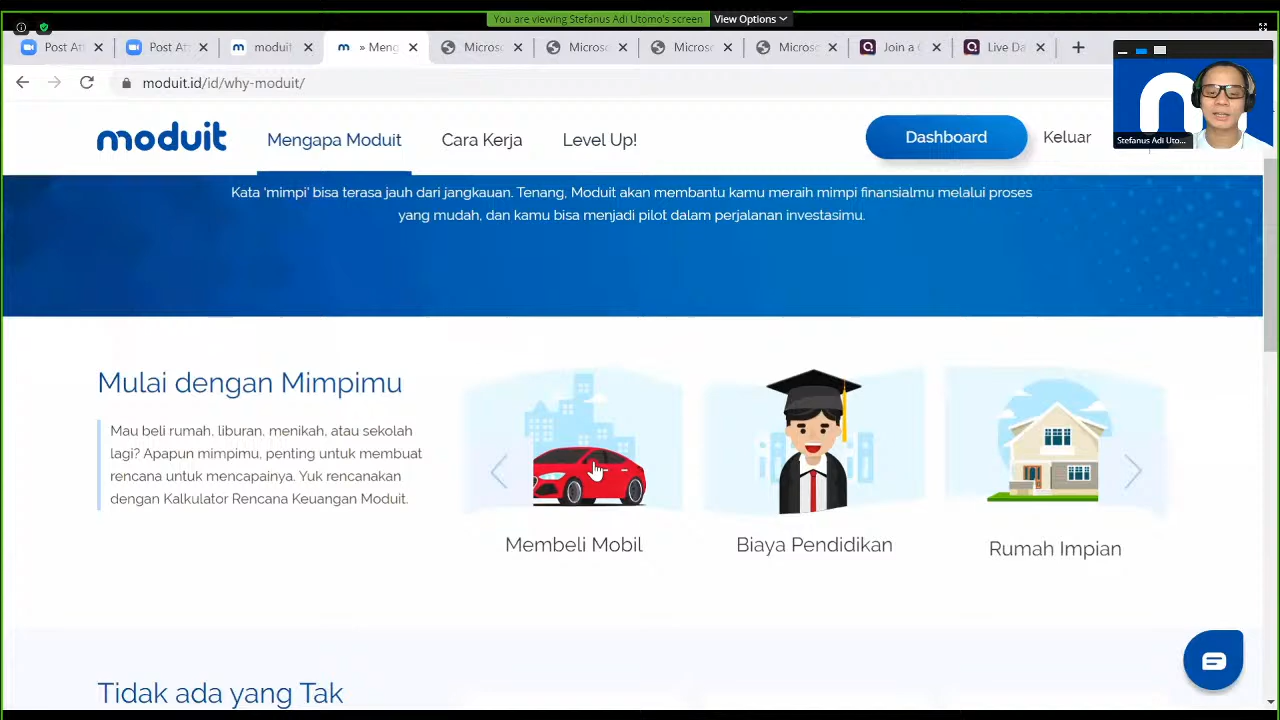 You are viewing Stefanus Adi Utomo's screen
View Options
Post At
Post At
moduit
» Meng
Micros
Micros
Micros
Micros
Join a
Live Da
moduit.id/id/why-moduit/
moduit
Mengapa Moduit
Cara Kerja
Level Up!
Dashboard
Keluar
Stefanus Adi Uto...
Kata 'mimpi' bisa terasa jauh dari jangkauan. Tenang, Moduit akan membantu kamu meraih mimpi finansialmu melalui proses
yang mudah, dan kamu bisa menjadi pilot dalam perjalanan investasimu.
Mulai dengan Mimpimu
Mau beli rumah, liburan, menikah, atau sekolah
lagi? Apapun mimpimu, penting untuk membuat
rencana untuk mencapainya. Yuk rencanakan
dengan Kalkulator Rencana Keuangan Moduit.
Membeli Mobil
Biaya Pendidikan
Rumah Impian
Tidak ada yang Tak